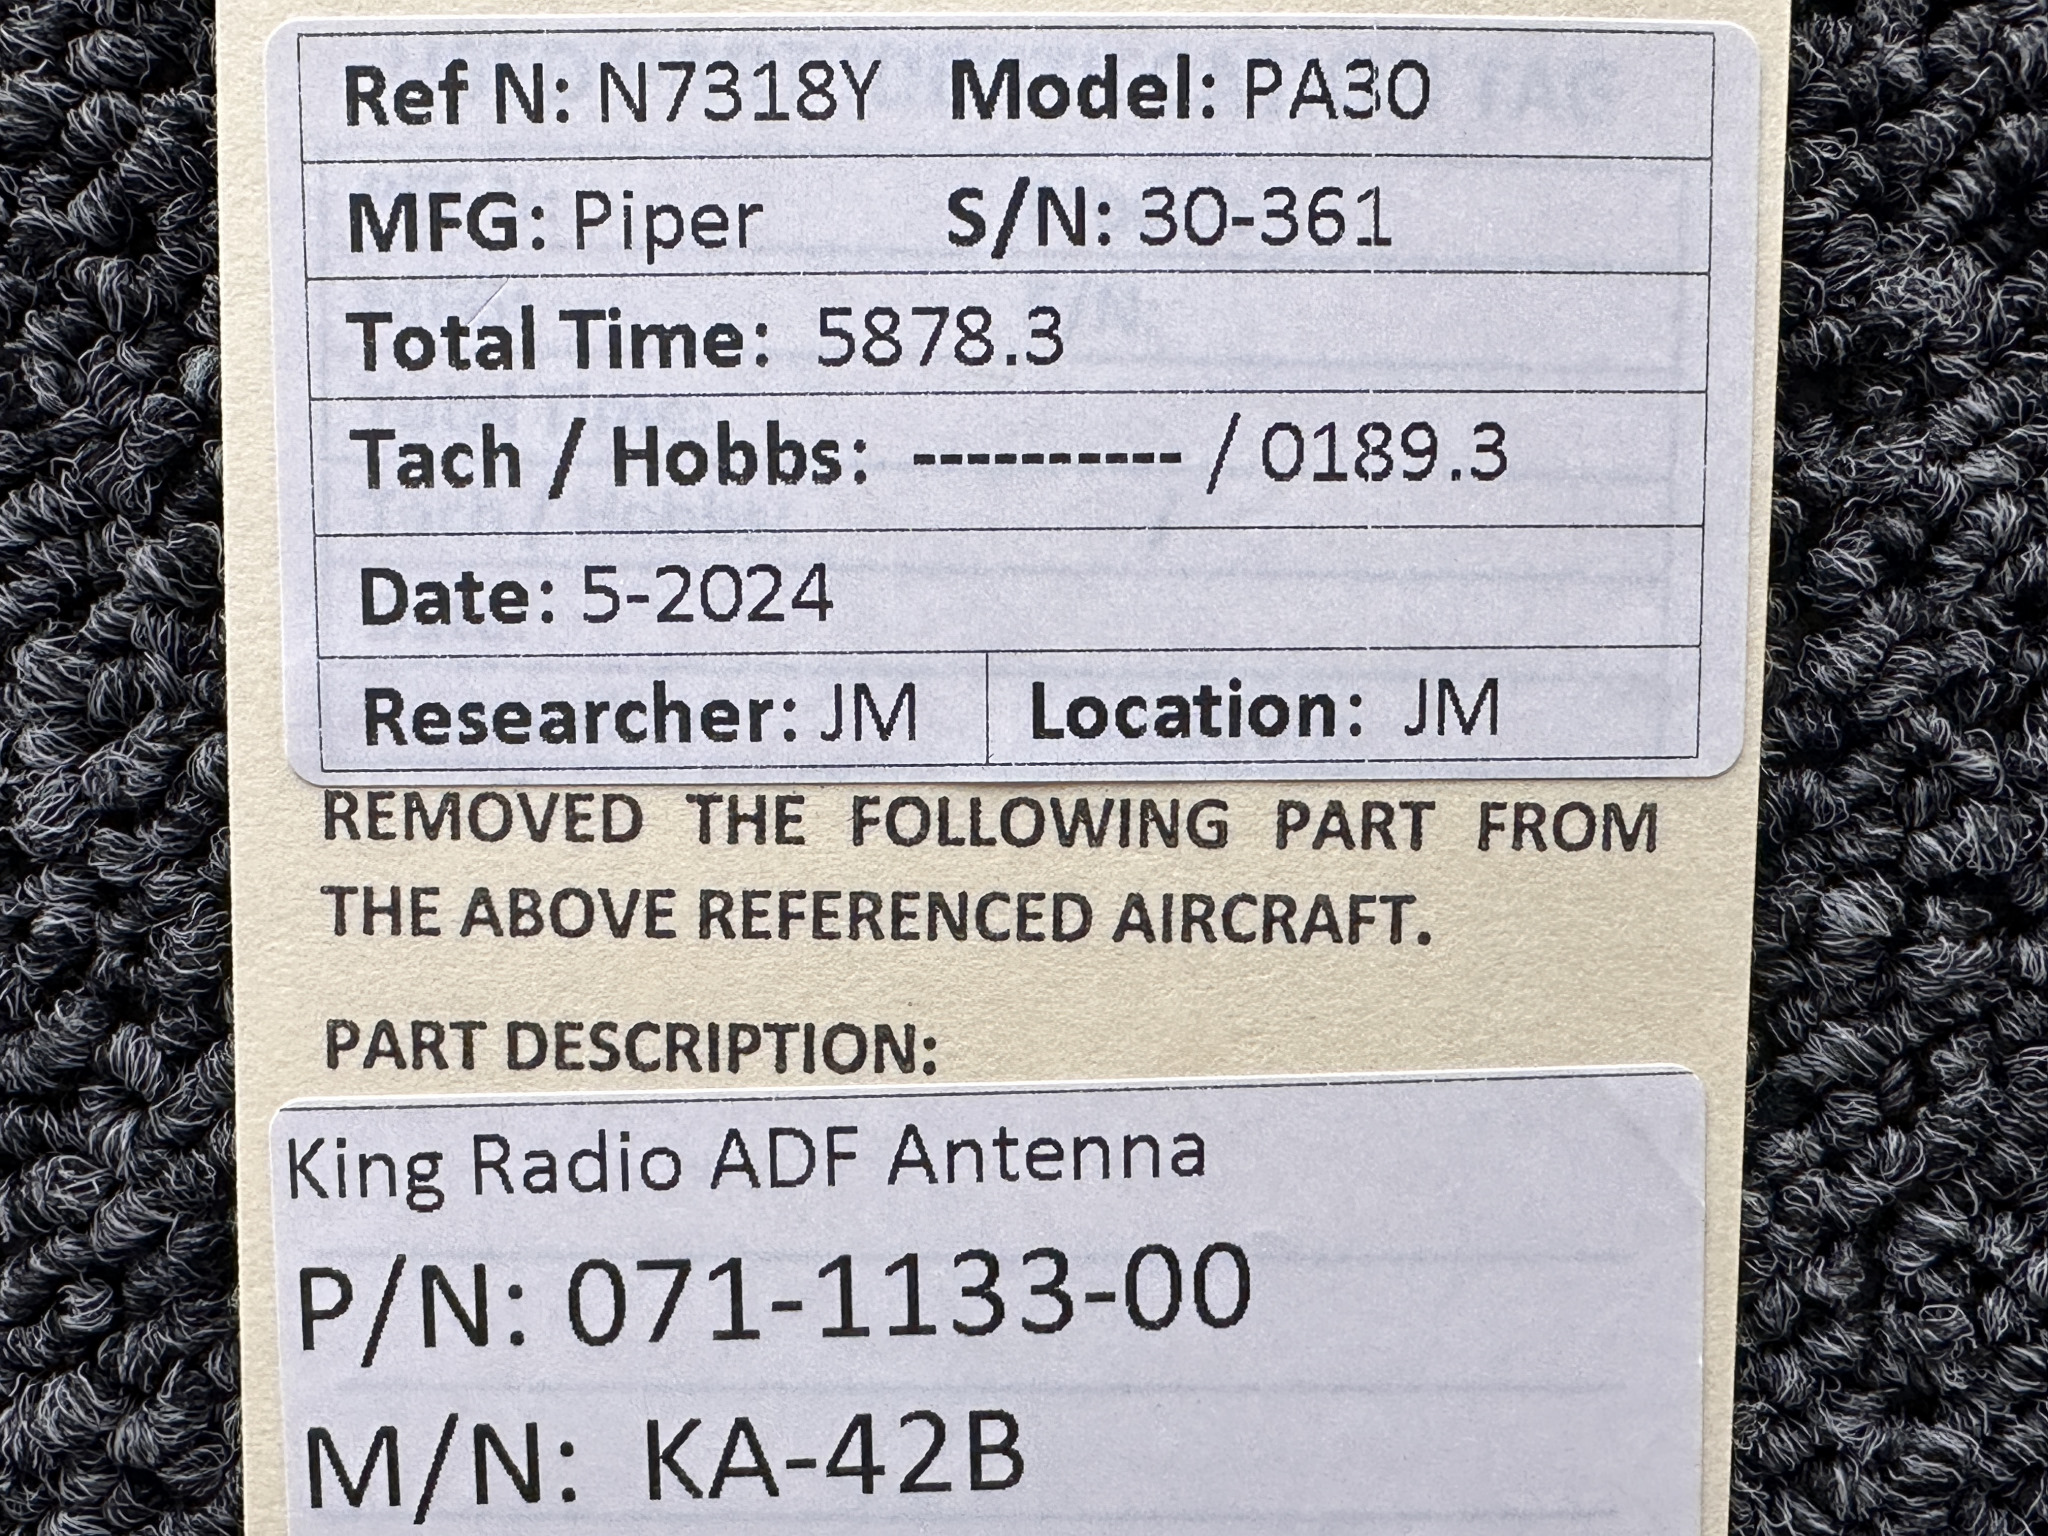 Ref N: N7318Y Model: PA30
MFG: Piper S/N: 30-361
Total Time: 5878.3
Tach / Hobbs: ---------- / 0189.3
Date: 5-2024
Researcher: JM Location: JM
REMOVED THE FOLLOWING PART FROM
THE ABOVE REFERENCED AIRCRAFT.
PART DESCRIPTION:
King Radio ADF Antenna
P/N: 071-1133-00
M/N: KA-42B